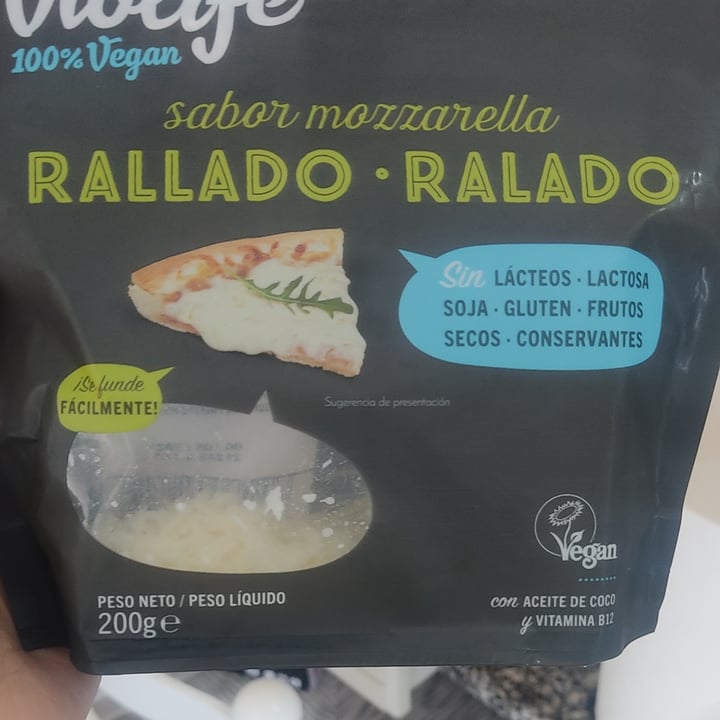 violife
100% Vegan
sabor mozzarella
RALLADO · RALADO
Sin LÁCTEOS · LACTOSA
SOJA · GLUTEN · FRUTOS
SECOS · CONSERVANTES
¡Se funde
FÁCILMENTE!
Sugerencia de presentación
Vegan
PESO NETO / PESO LÍQUIDO
200g e
con ACEITE DE COCO
y VITAMINA B12